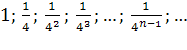 1; 1/4; 1/4²; 1/4³; …; 1/4ⁿ⁻¹; …